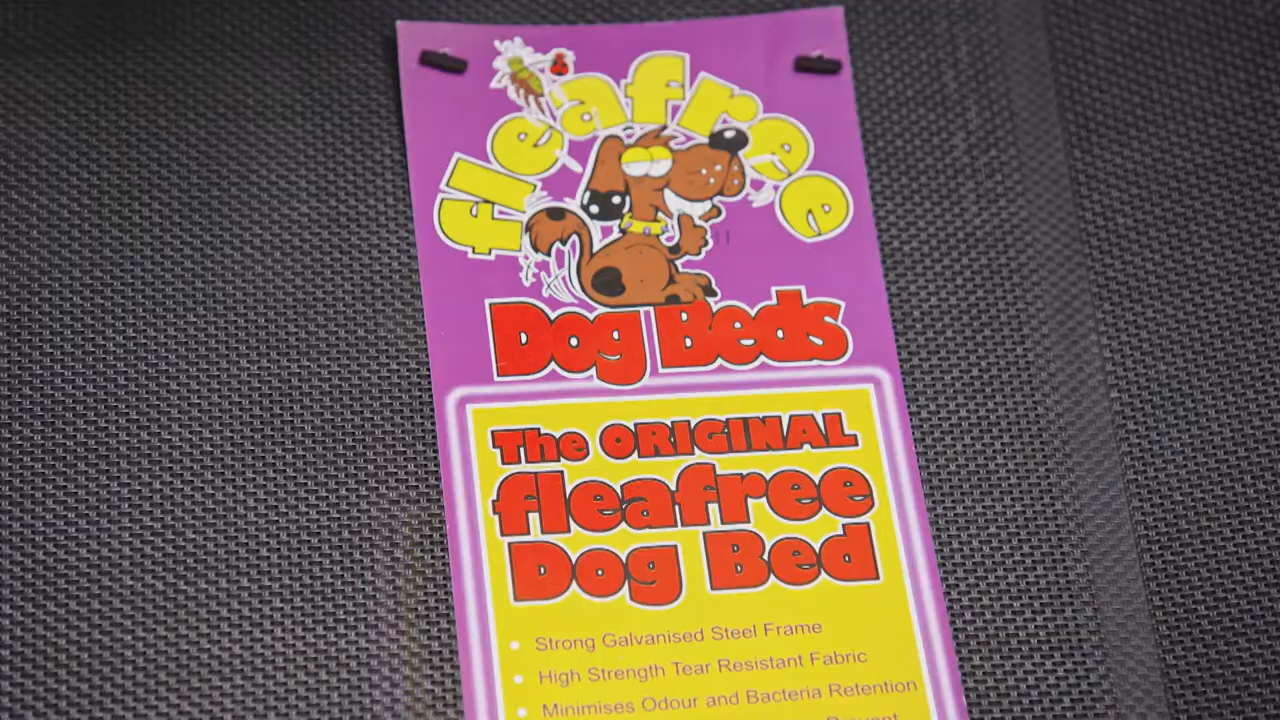 fleafree
Dog Beds
The ORIGINAL
fleafree
Dog Bed
Strong Galvanised Steel Frame
High Strength Tear Resistant Fabric
Minimises Odour and Bacteria Retention
Prevent